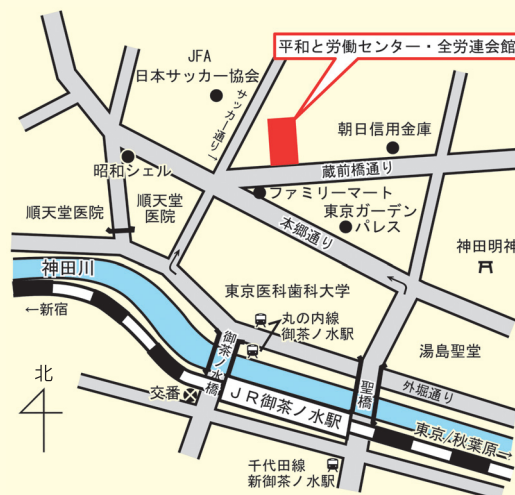 平和と労働センター・全労連会館
JFA
日本サッカー協会
サッカー通り→
朝日信用金庫
昭和シェル
蔵前橋通り
ファミリーマート
順天堂医院
順天堂
医院
東京ガーデン
パレス
本郷通り
神田明神
神田川
東京医科歯科大学
←新宿
丸の内線
御茶ノ水駅
御茶ノ水橋
湯島聖堂
外堀通り
聖橋
北
交番
JR御茶ノ水駅
東京/秋葉原→
千代田線
新御茶ノ水駅